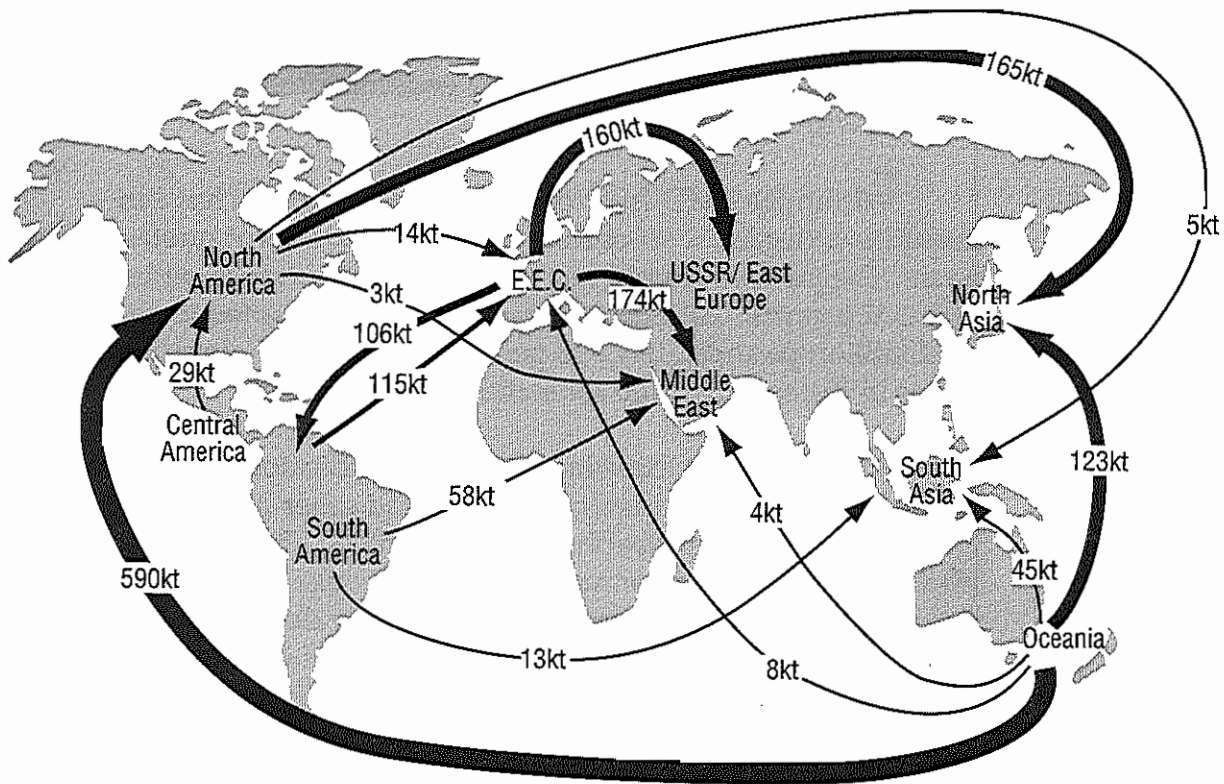 165kt
160kt
5kt
14kt
North
America
E.E.C.
USSR/ East
Europe
3kt
174kt
North
Asia
106kt
29kt
115kt
Middle
East
Central
America
123kt
South
Asia
58kt
4kt
South
America
590kt
45kt
Oceania
13kt
8kt